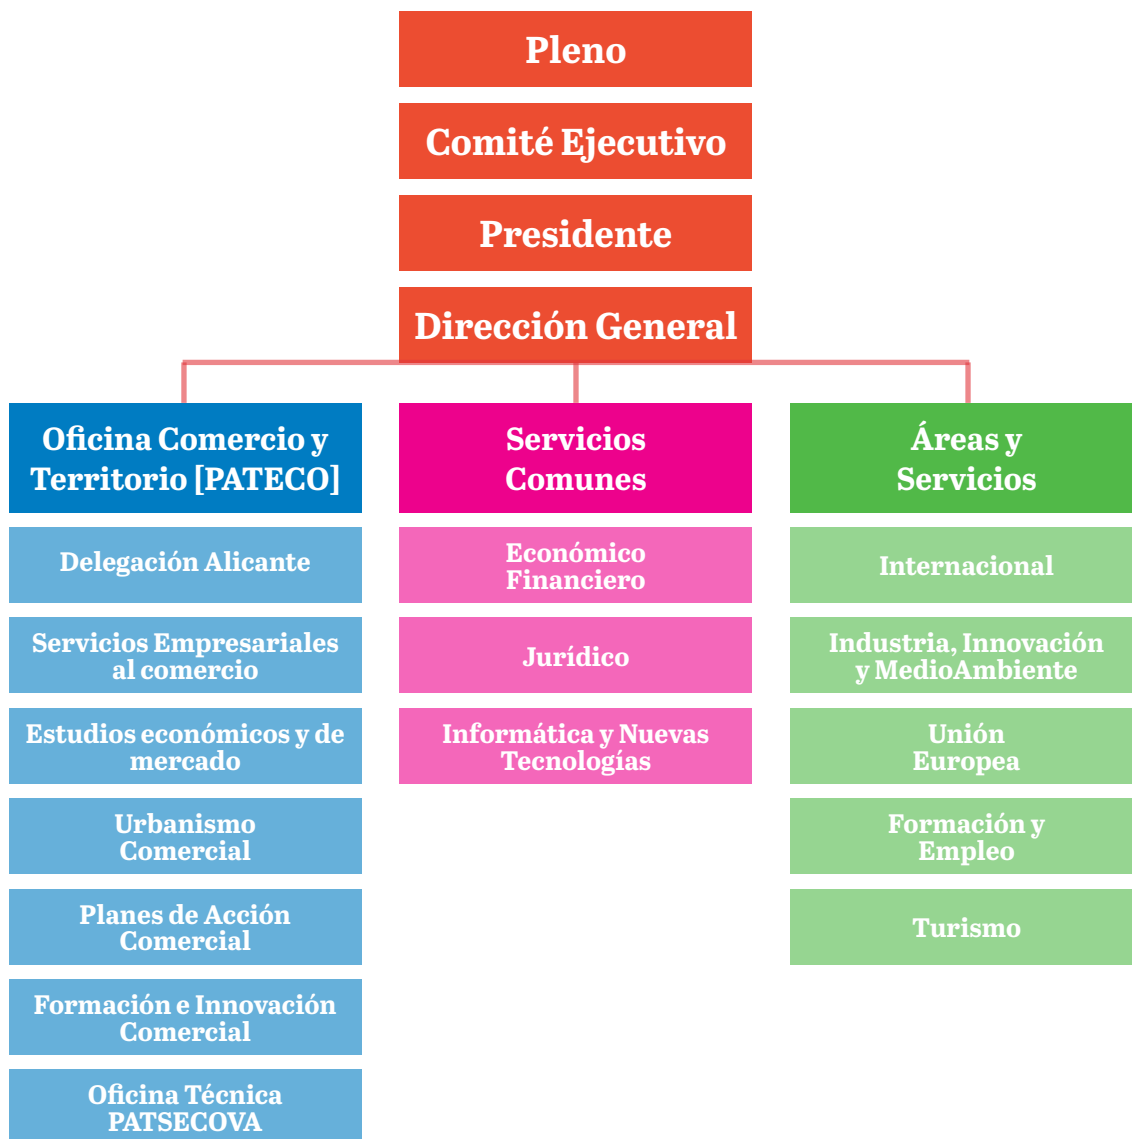 Pleno
Comité Ejecutivo
Presidente
Dirección General
Oficina Comercio y
Territorio [PATECO]
Delegación Alicante
Servicios Empresariales
al comercio
Estudios económicos y de
mercado
Urbanismo
Comercial
Planes de Acción
Comercial
Formación e Innovación
Comercial
Oficina Técnica
PATSECOVA
Servicios
Comunes
Económico
Financiero
Jurídico
Informática y Nuevas
Tecnologías
Áreas y
Servicios
Internacional
Industria, Innovación
y MedioAmbiente
Unión
Europea
Formación y
Empleo
Turismo